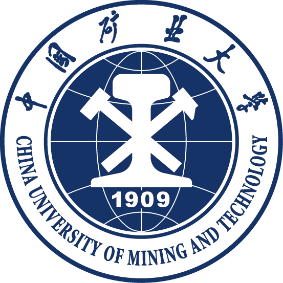 中国矿业大学
1909
CHINA UNIVERSITY OF MINING AND TECHNOLOGY